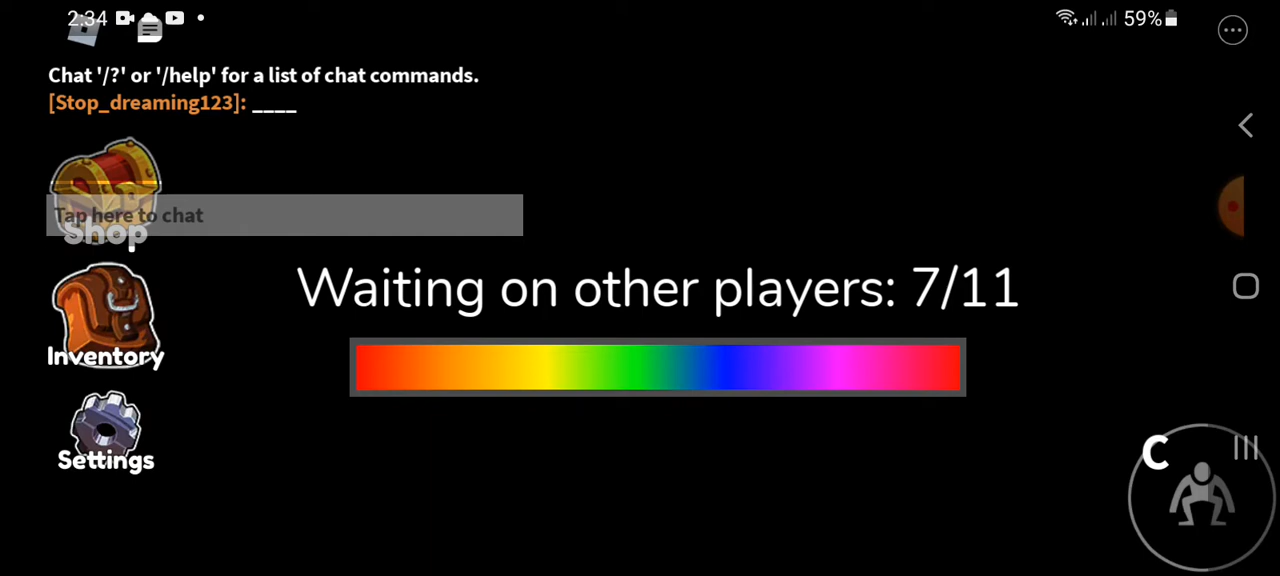 2:34 59%
Chat '/?' or '/help' for a list of chat commands.
[Stop_dreaming123]: ____
Tap here to chat
Shop
Waiting on other players: 7/11
Inventory
Settings
C